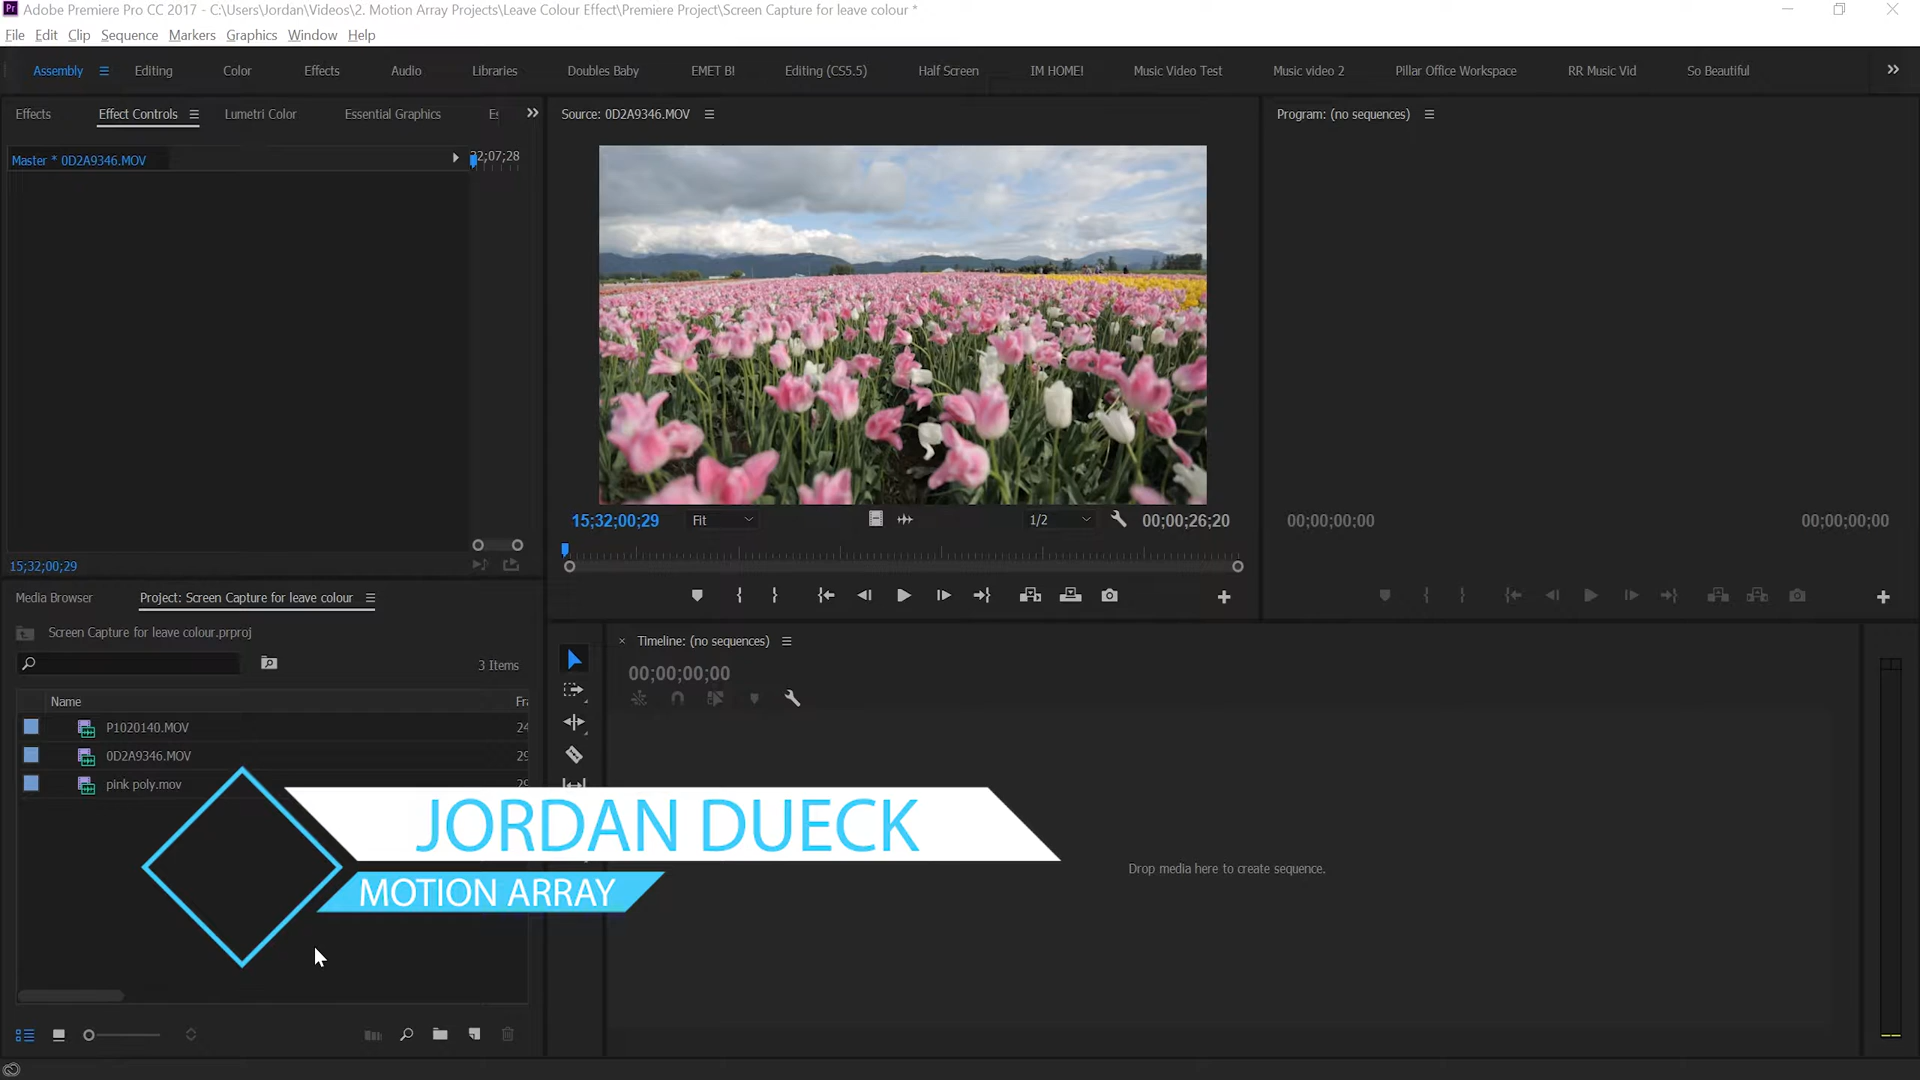 Adobe Premiere Pro CC 2017 - C:\Users\Jordan\Videos\2. Motion Array Projects\Leave Colour Effect\Premiere Project\Screen Capture for leave colour *
File Edit Clip Sequence Markers Graphics Window Help
Assembly Editing Color Effects Audio Libraries Doubles Baby EMET B! Editing (CS5.5) Half Screen IM HOME! Music Video Test Music video 2 Pillar Office Workspace RR Music Vid So Beautiful
Effects Effect Controls Lumetri Color Essential Graphics Es
Source: 0D2A9346.MOV
Program: (no sequences)
Master * 0D2A9346.MOV
22;07;28
15;32;00;29 Fit 1/2 00;00;26;20
00;00;00;00 00;00;00;00
15;32;00;29
Media Browser Project: Screen Capture for leave colour
Screen Capture for leave colour.prproj
3 Items
Name Fra
P1020140.MOV 24
0D2A9346.MOV 29
pink poly.mov 29
Timeline: (no sequences)
00;00;00;00
Drop media here to create sequence.
JORDAN DUECK
MOTION ARRAY